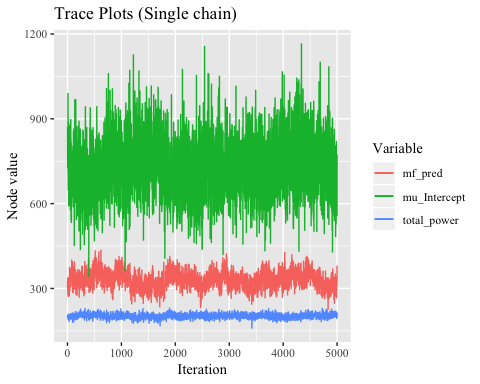 Trace Plots (Single chain)
1200
900
600
300
Node value
0
1000
2000
3000
4000
5000
Iteration
Variable
mf_pred
mu_Intercept
total_power